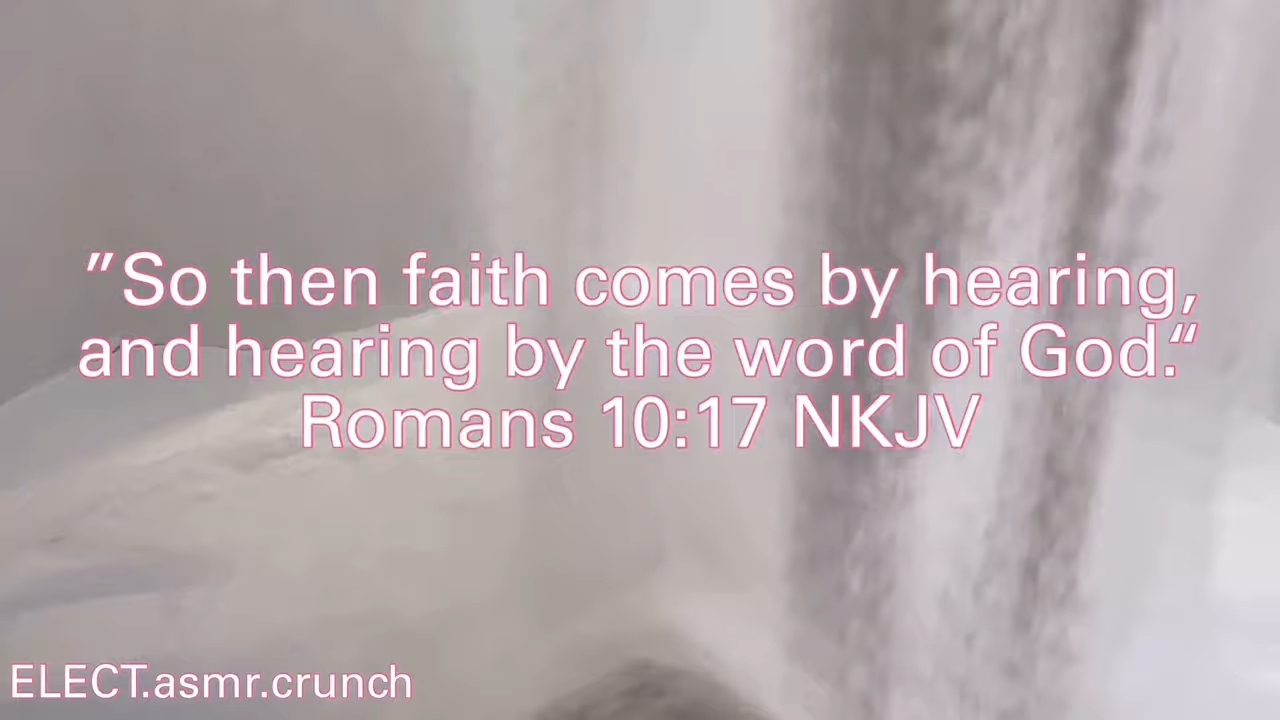 ”So then faith comes by hearing,
and hearing by the word of God.“
Romans 10:17 NKJV
ELECT.asmr.crunch